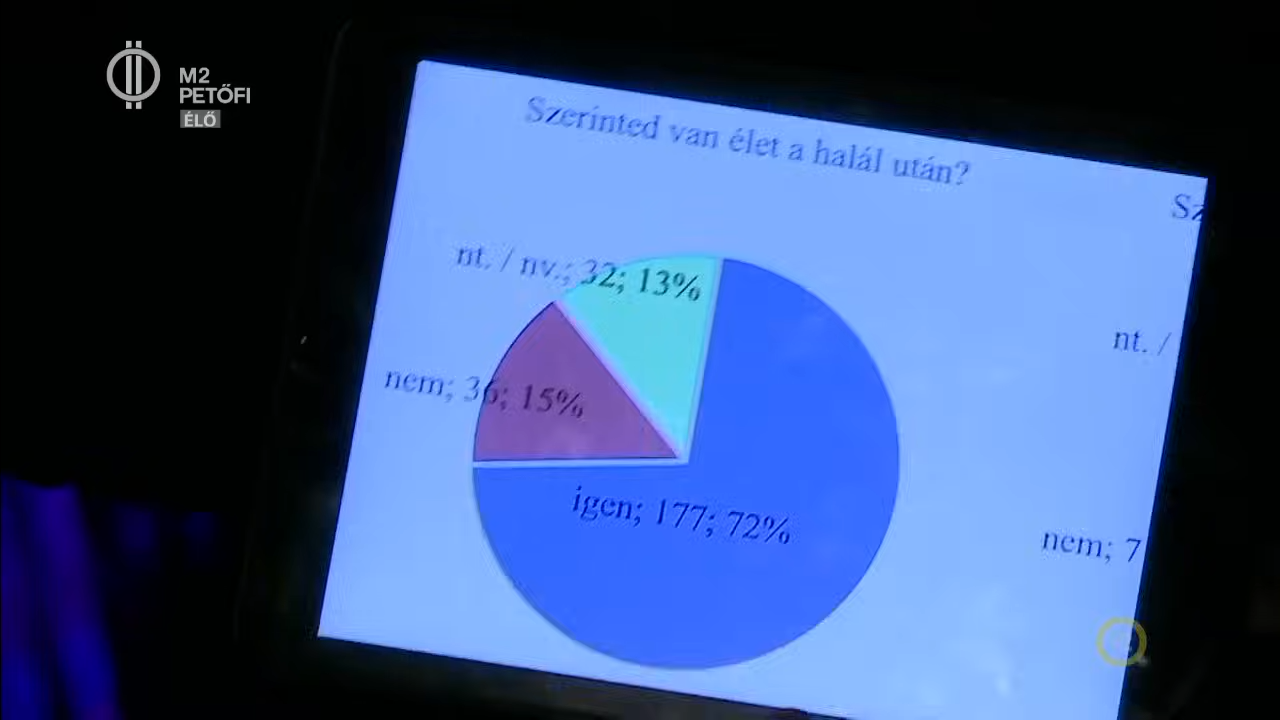 M2
PETŐFI
ÉLŐ
Szerinted van élet a halál után?
Sz
nt. / nv.; 32; 13%
nt. /
nem; 36; 15%
igen; 177; 72%
nem; 7